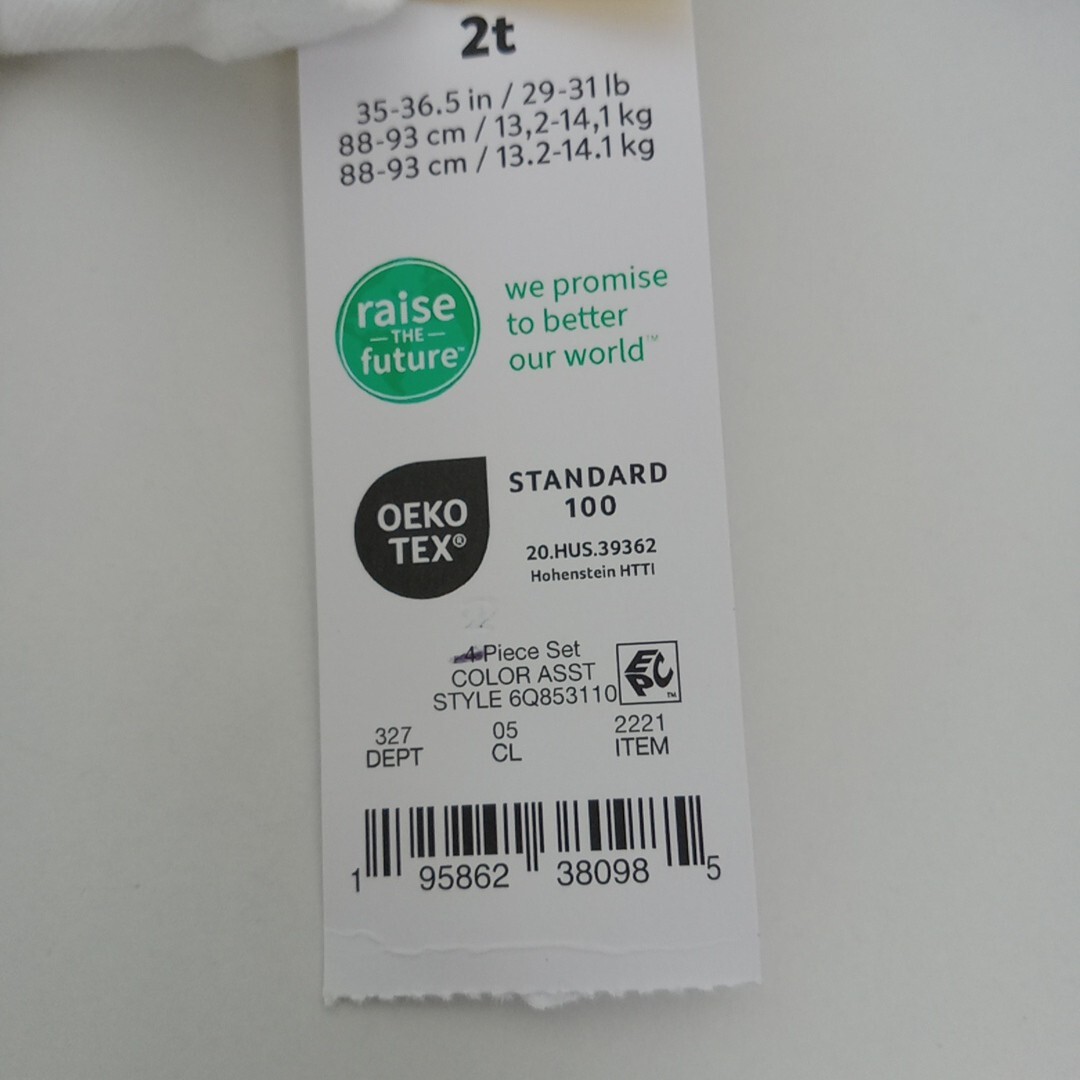 2t
35-36.5 in / 29-31 lb
88-93 cm / 13,2-14,1 kg
88-93 cm / 13.2-14.1 kg
raise
THE
future™
we promise
to better
our world™
OEKO
TEX®
STANDARD
100
20.HUS.39362
Hohenstein HTTI
4 Piece Set
COLOR ASST
STYLE 6Q853110
EPC
™
327 05 2221
DEPT CL ITEM
1 95862 38098 5